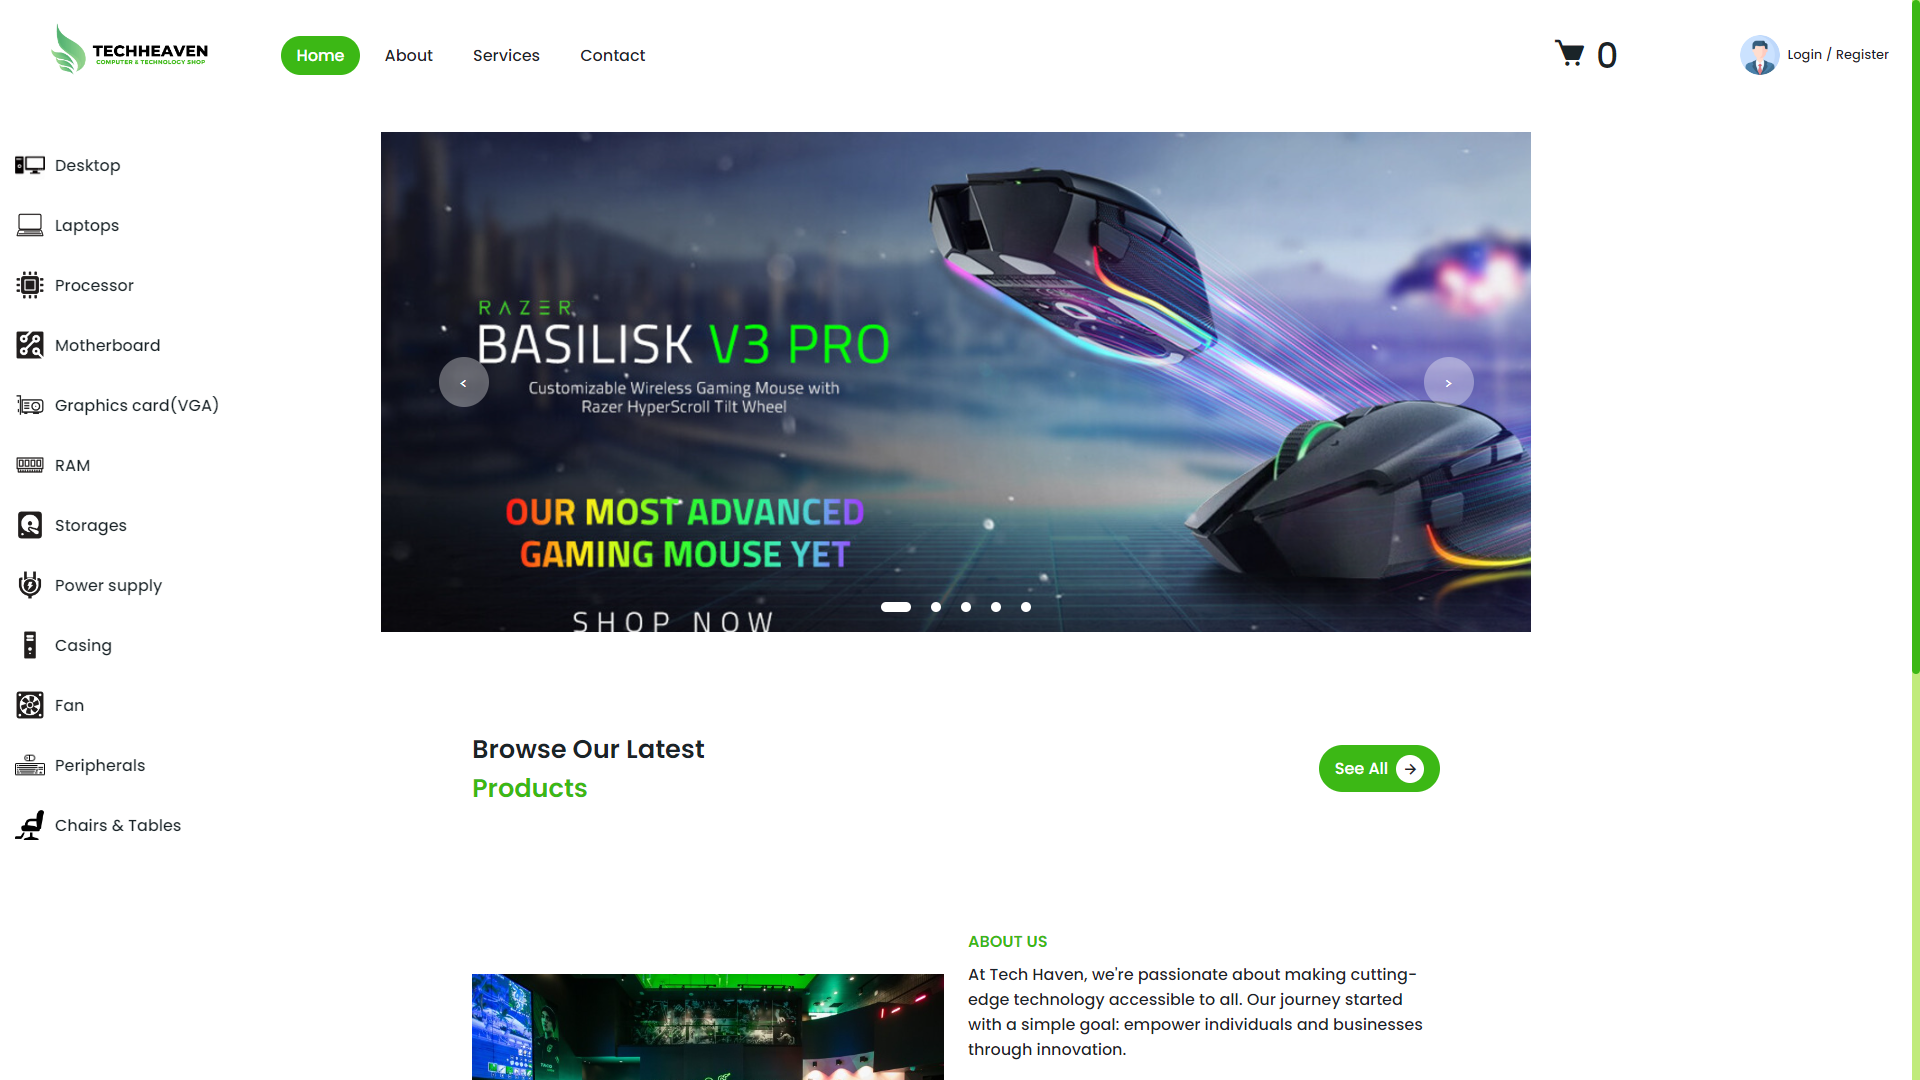 TECHHEAVEN
COMPUTER & TECHNOLOGY SHOP
Home
About
Services
Contact
0
Login / Register
Desktop
Laptops
Processor
Motherboard
Graphics card(VGA)
RAM
Storages
Power supply
Casing
Fan
Peripherals
Chairs & Tables
RAZER
BASILISK V3 PRO
Customizable Wireless Gaming Mouse with
Razer HyperScroll Tilt Wheel
OUR MOST ADVANCED
GAMING MOUSE YET
SHOP NOW
<
>
Browse Our Latest
Products
See All
ABOUT US
At Tech Haven, we're passionate about making cutting-
edge technology accessible to all. Our journey started
with a simple goal: empower individuals and businesses
through innovation.